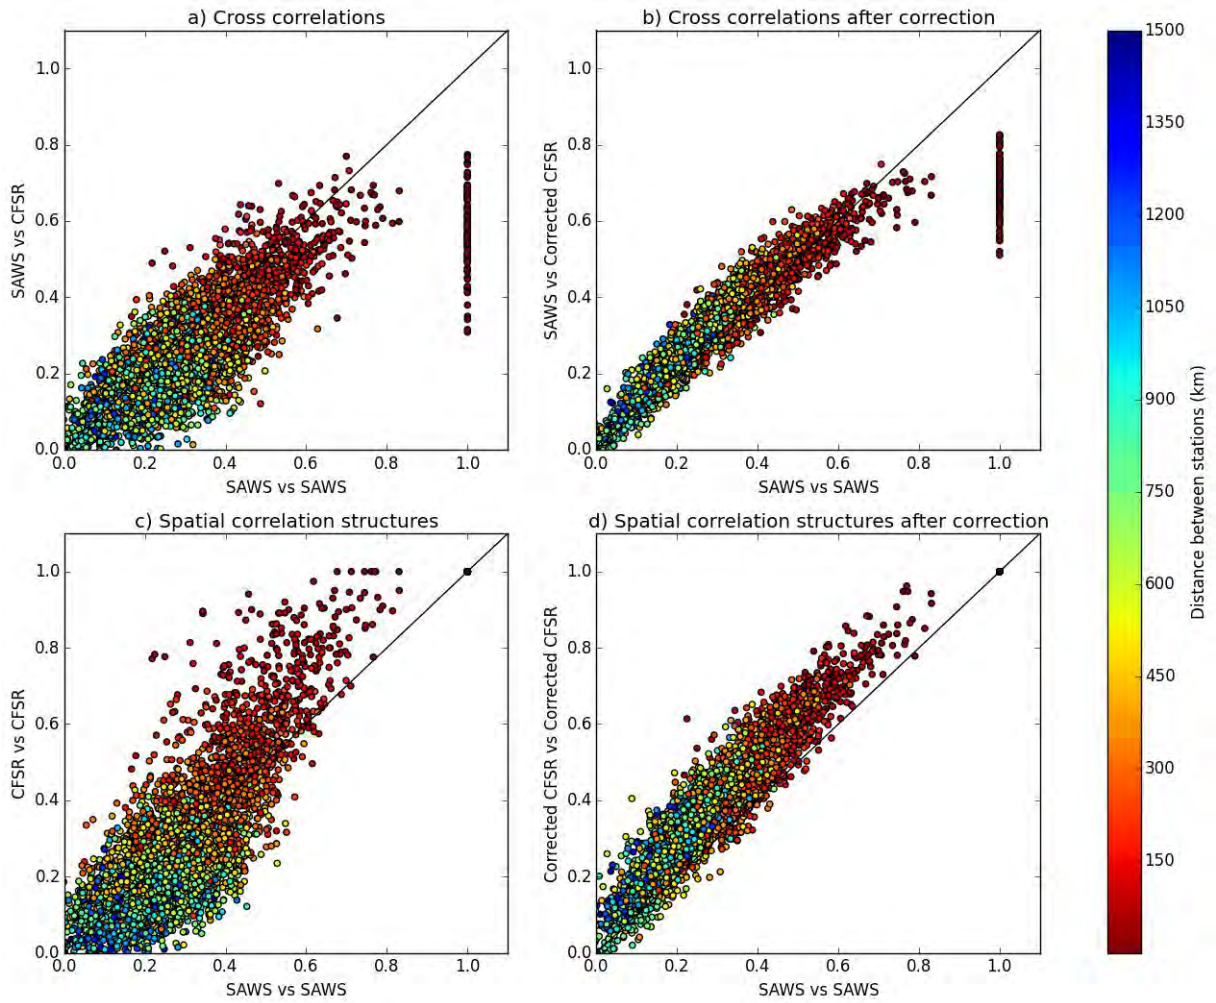 a) Cross correlations
1.0
0.8
0.6
0.4
0.2
0.0
SAWS vs CFSR
0.0 0.2 0.4 0.6 0.8 1.0
SAWS vs SAWS
b) Cross correlations after correction
1.0
0.8
0.6
0.4
0.2
0.0
SAWS vs Corrected CFSR
0.0 0.2 0.4 0.6 0.8 1.0
SAWS vs SAWS
c) Spatial correlation structures
1.0
0.8
0.6
0.4
0.2
0.0
CFSR vs CFSR
0.0 0.2 0.4 0.6 0.8 1.0
SAWS vs SAWS
d) Spatial correlation structures after correction
1.0
0.8
0.6
0.4
0.2
0.0
Corrected CFSR vs Corrected CFSR
0.0 0.2 0.4 0.6 0.8 1.0
SAWS vs SAWS
1500
1350
1200
1050
900
750
600
450
300
150
Distance between stations (km)